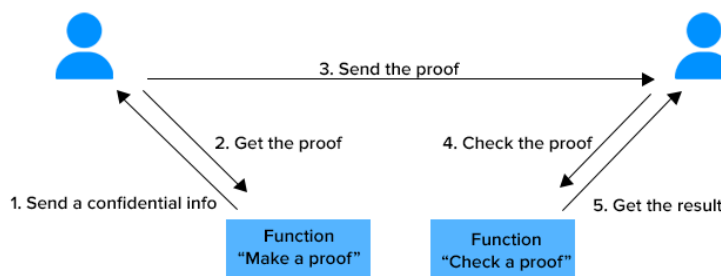 3. Send the proof
2. Get the proof
4. Check the proof
1. Send a confidential info
5. Get the result
Function
“Make a proof”
Function
“Check a proof”